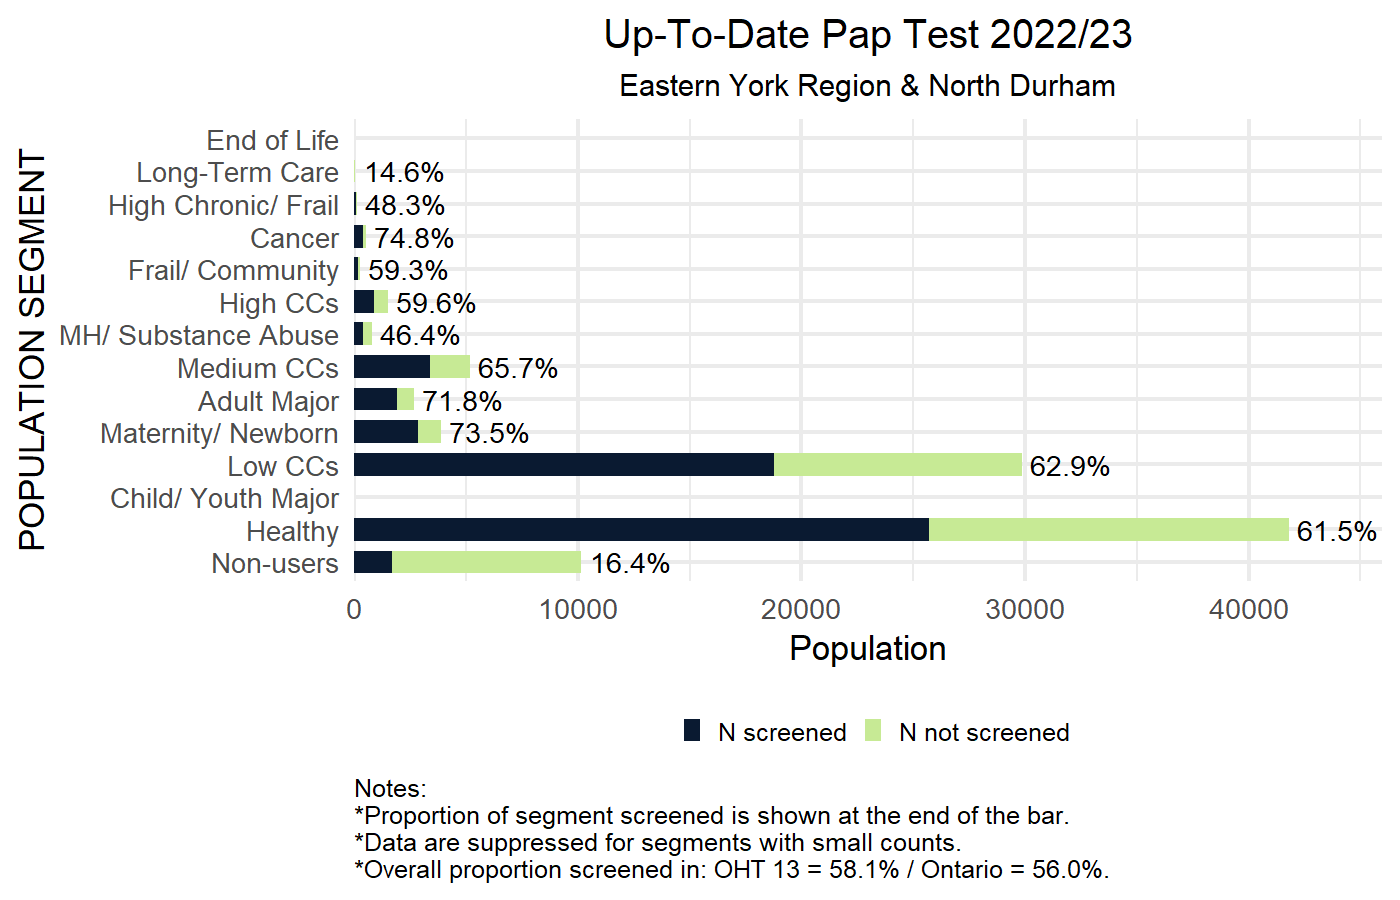 Up-To-Date Pap Test 2022/23
Eastern York Region & North Durham
POPULATION SEGMENT
End of Life
Long-Term Care 14.6%
High Chronic/ Frail 48.3%
Cancer 74.8%
Frail/ Community 59.3%
High CCs 59.6%
MH/ Substance Abuse 46.4%
Medium CCs 65.7%
Adult Major 71.8%
Maternity/ Newborn 73.5%
Low CCs 62.9%
Child/ Youth Major
Healthy 61.5%
Non-users 16.4%
0 10000 20000 30000 40000
Population
N screened N not screened
Notes:
*Proportion of segment screened is shown at the end of the bar.
*Data are suppressed for segments with small counts.
*Overall proportion screened in: OHT 13 = 58.1% / Ontario = 56.0%.